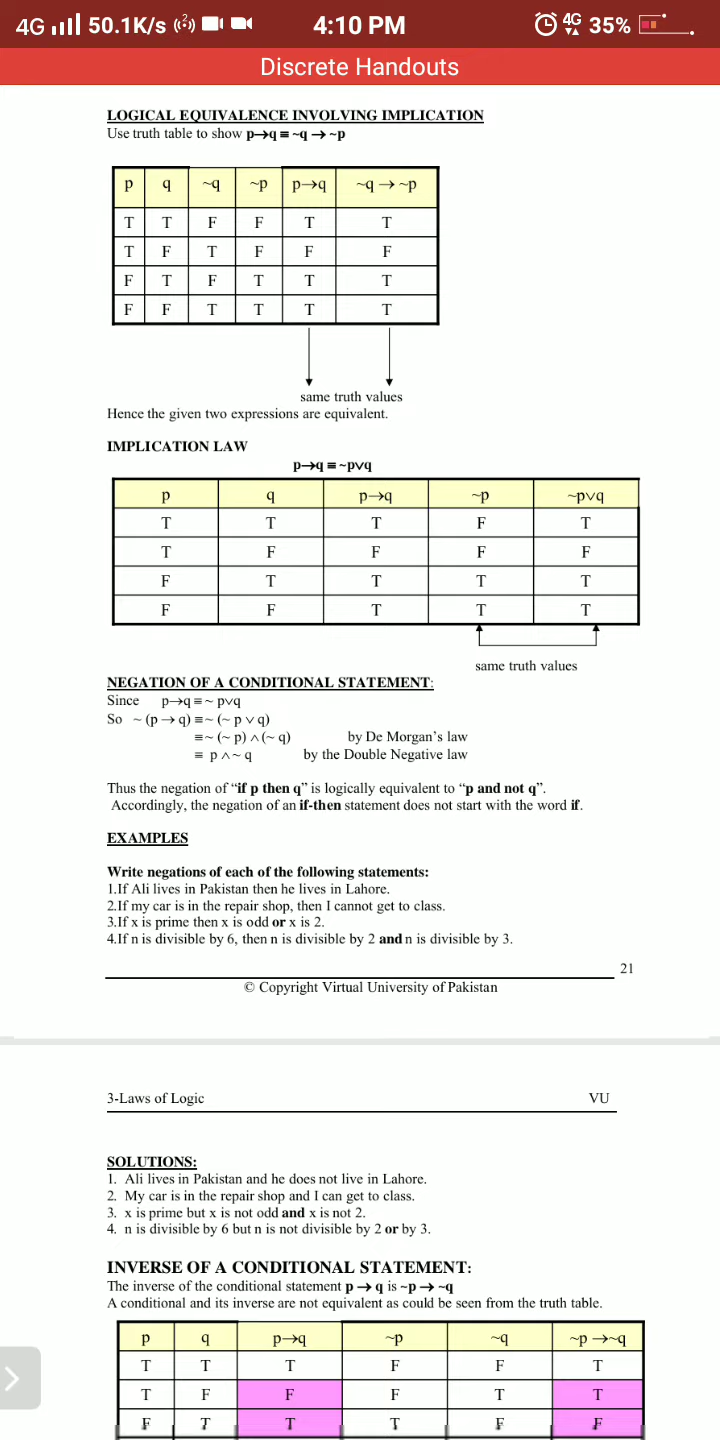 4G 50.1K/s 4:10 PM 4G 35%
Discrete Handouts
LOGICAL EQUIVALENCE INVOLVING IMPLICATION
Use truth table to show p→q ≡ ~q → ~p
p q ~q ~p p→q ~q → ~p
T T F F T T
T F T F F F
F T F T T T
F F T T T T
same truth values
Hence the given two expressions are equivalent.
IMPLICATION LAW
p→q ≡ ~p∨q
p q p→q ~p ~p∨q
T T T F T
T F F F F
F T T T T
F F T T T
same truth values
NEGATION OF A CONDITIONAL STATEMENT:
Since p→q ≡ ~ p∨q
So ~ (p → q) ≡ ~ (~ p ∨ q)
≡ ~ (~ p) ∧ (~ q) by De Morgan's law
≡ p ∧ ~ q by the Double Negative law
Thus the negation of “if p then q” is logically equivalent to “p and not q”.
Accordingly, the negation of an if-then statement does not start with the word if.
EXAMPLES
Write negations of each of the following statements:
1.If Ali lives in Pakistan then he lives in Lahore.
2.If my car is in the repair shop, then I cannot get to class.
3.If x is prime then x is odd or x is 2.
4.If n is divisible by 6, then n is divisible by 2 and n is divisible by 3.
21
© Copyright Virtual University of Pakistan
3-Laws of Logic VU
SOLUTIONS:
1. Ali lives in Pakistan and he does not live in Lahore.
2. My car is in the repair shop and I can get to class.
3. x is prime but x is not odd and x is not 2.
4. n is divisible by 6 but n is not divisible by 2 or by 3.
INVERSE OF A CONDITIONAL STATEMENT:
The inverse of the conditional statement p → q is ~p → ~q
A conditional and its inverse are not equivalent as could be seen from the truth table.
p q p→q ~p ~q ~p →~q
T T T F F T
T F F F T T
F T T T F F